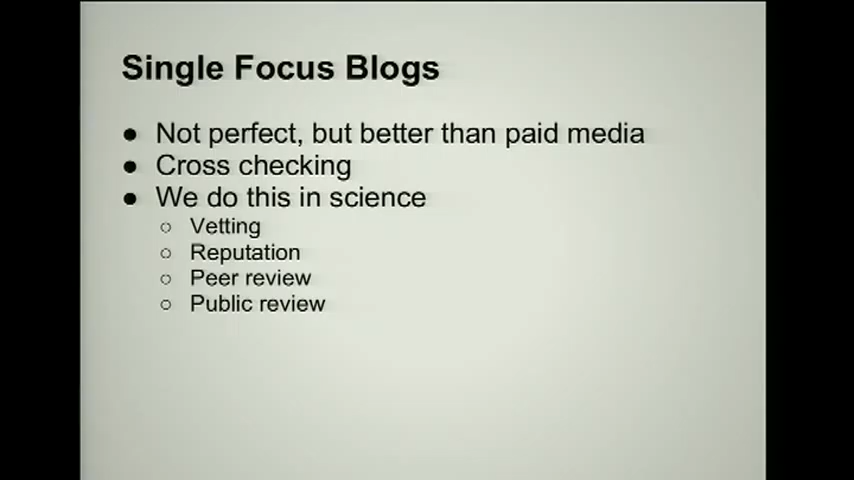 Single Focus Blogs
● Not perfect, but better than paid media
● Cross checking
● We do this in science
○ Vetting
○ Reputation
○ Peer review
○ Public review